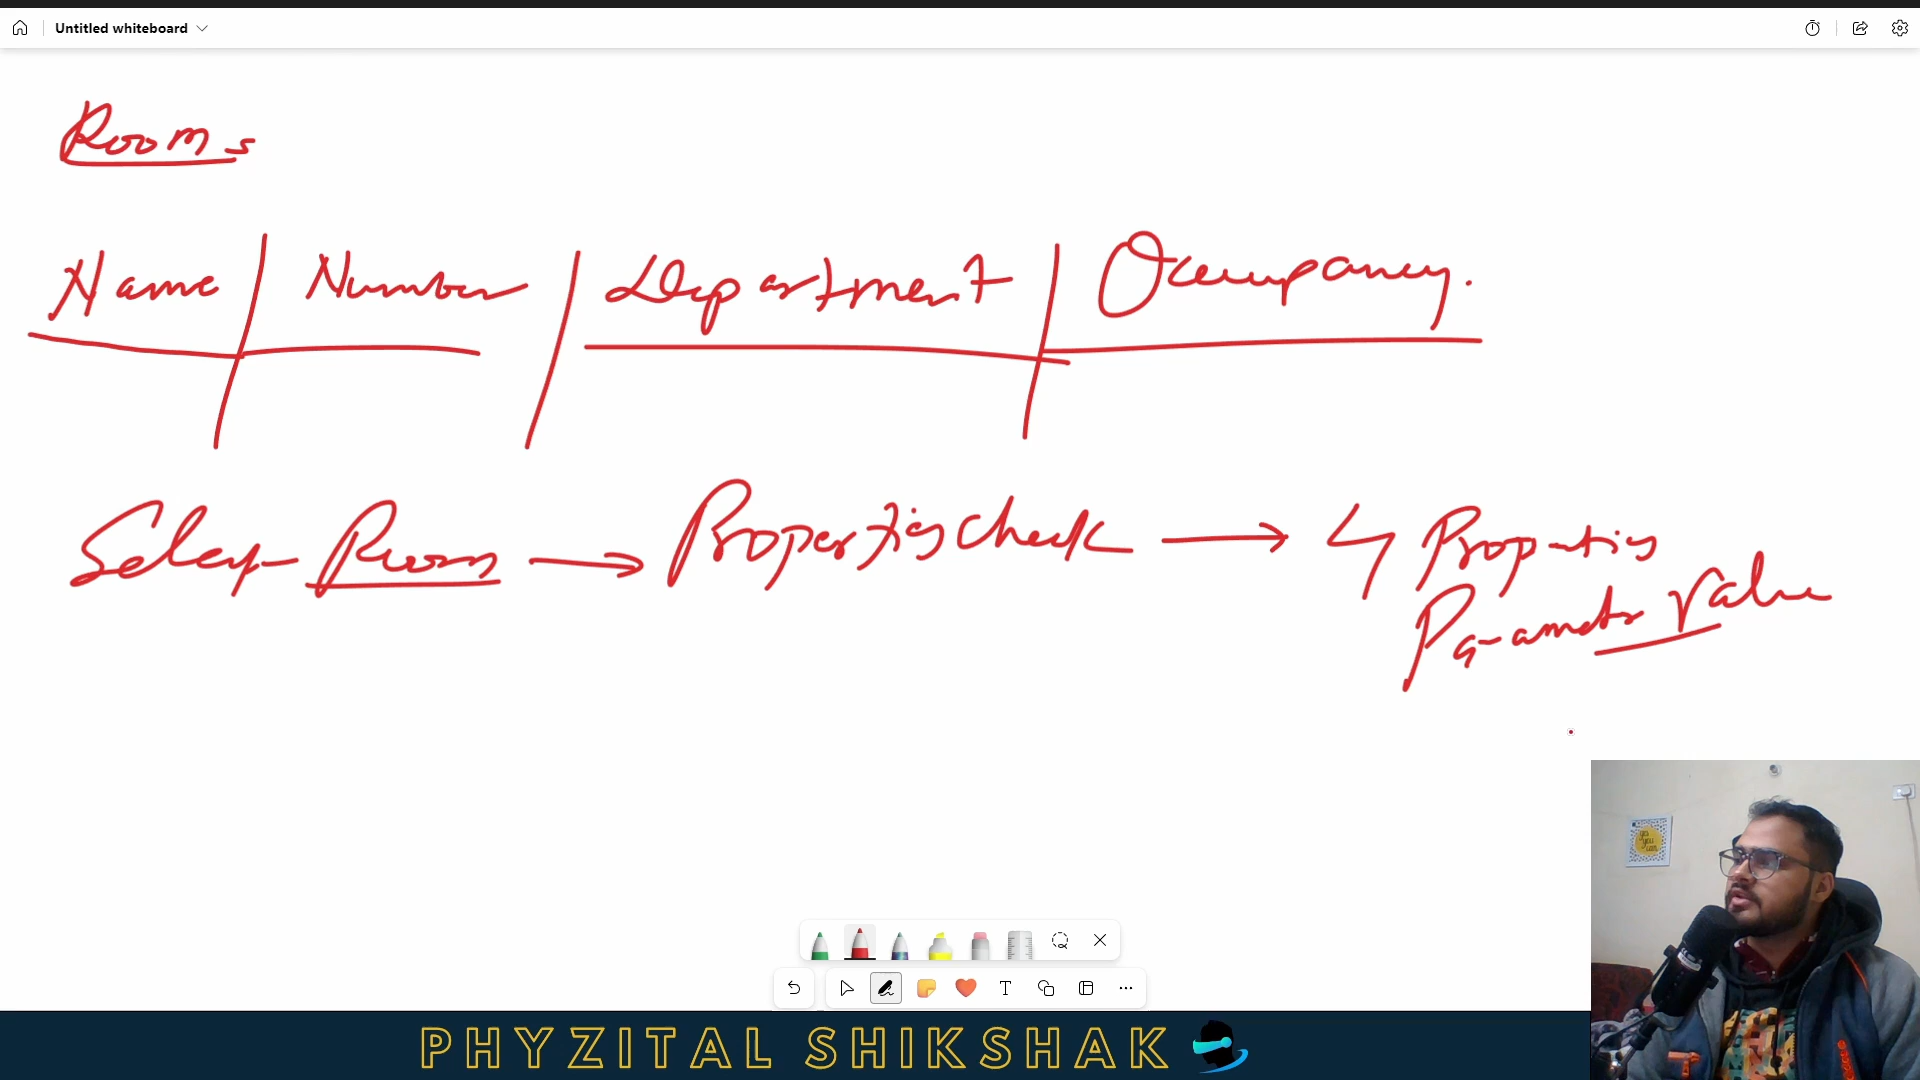 Untitled whiteboard
Rooms
Name | Number | Department | Occupancy.
Select Room → Properties check → 4 Properties
Parameter Value
PHYZITAL SHIKSHAK